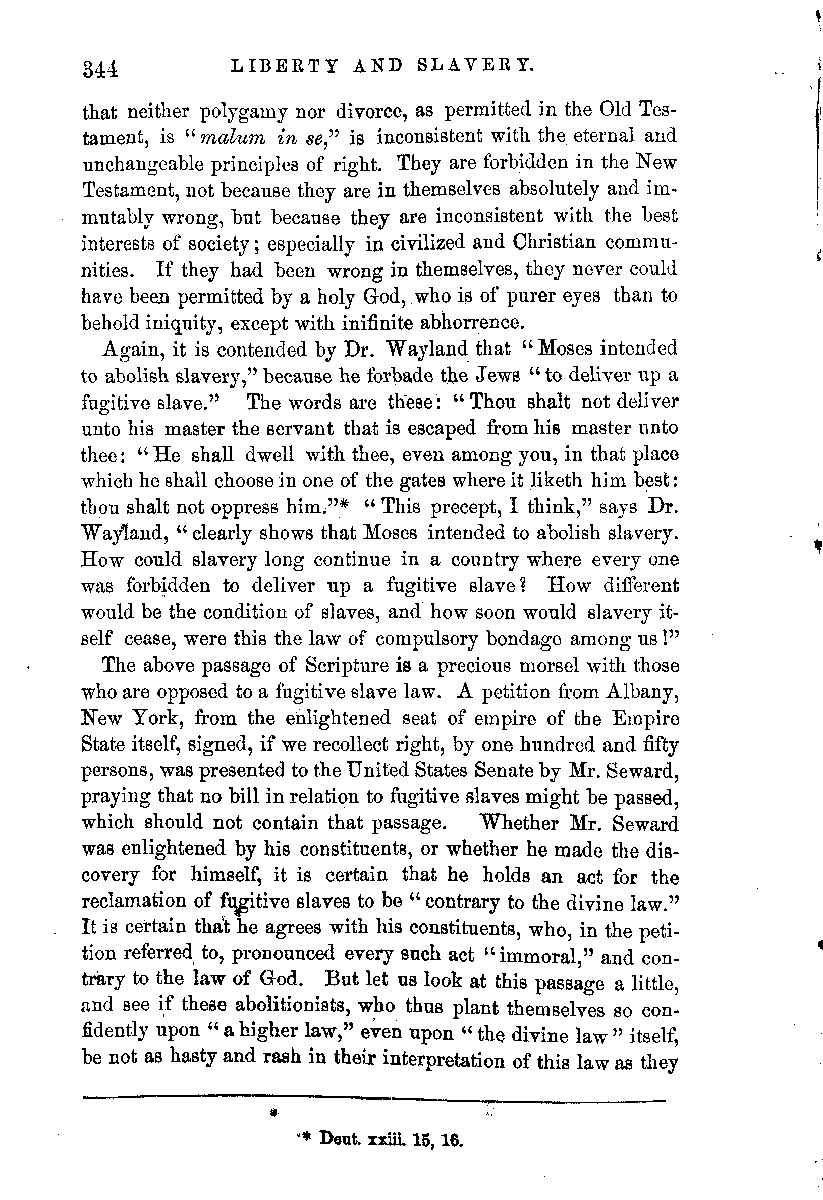 344 LIBERTY AND SLAVERY.
that neither polygamy nor divorce, as permitted in the Old Tes-
tament, is "malum in se," is inconsistent with the eternal and
unchangeable principles of right. They are forbidden in the New
Testament, not because they are in themselves absolutely and im-
mutably wrong, but because they are inconsistent with the best
interests of society; especially in civilized and Christian commu-
nities. If they had been wrong in themselves, they never could
have been permitted by a holy God, who is of purer eyes than to
behold iniquity, except with inifinite abhorrence.
Again, it is contended by Dr. Wayland that "Moses intended
to abolish slavery," because he forbade the Jews "to deliver up a
fugitive slave." The words are these: "Thou shalt not deliver
unto his master the servant that is escaped from his master unto
thee: "He shall dwell with thee, even among you, in that place
which he shall choose in one of the gates where it liketh him best:
thou shalt not oppress him."* "This precept, I think," says Dr.
Wayland, "clearly shows that Moses intended to abolish slavery.
How could slavery long continue in a country where every one
was forbidden to deliver up a fugitive slave? How different
would be the condition of slaves, and how soon would slavery it-
self cease, were this the law of compulsory bondage among us!"
The above passage of Scripture is a precious morsel with those
who are opposed to a fugitive slave law. A petition from Albany,
New York, from the enlightened seat of empire of the Empire
State itself, signed, if we recollect right, by one hundred and fifty
persons, was presented to the United States Senate by Mr. Seward,
praying that no bill in relation to fugitive slaves might be passed,
which should not contain that passage. Whether Mr. Seward
was enlightened by his constituents, or whether he made the dis-
covery for himself, it is certain that he holds an act for the
reclamation of fugitive slaves to be "contrary to the divine law."
It is certain that he agrees with his constituents, who, in the peti-
tion referred to, pronounced every such act "immoral," and con-
trary to the law of God. But let us look at this passage a little,
and see if these abolitionists, who thus plant themselves so con-
fidently upon "a higher law," even upon "the divine law" itself,
be not as hasty and rash in their interpretation of this law as they
* Deut. xxiii. 15, 16.